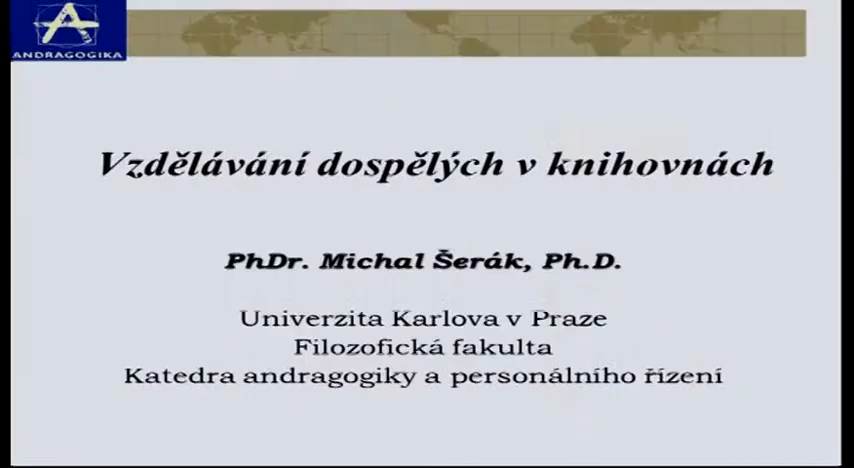 ANDRAGOGIKA
Vzdělávání dospělých v knihovnách
PhDr. Michal Šerák, Ph.D.
Univerzita Karlova v Praze
Filozofická fakulta
Katedra andragogiky a personálního řízení